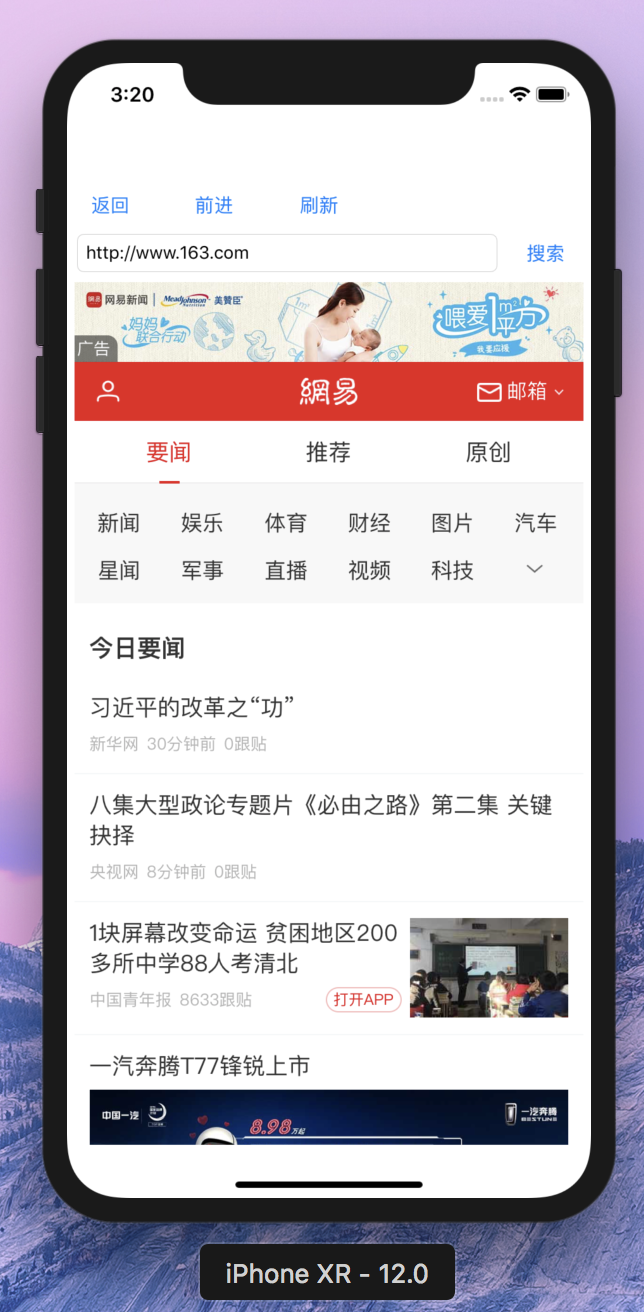 3:20
返回 前进 刷新
http://www.163.com 搜索
網易 网易新闻 | MeadJohnson Nutrition 美赞臣
妈妈
联合行动
喂爱1m²平方
我要应援
广告
網易 邮箱
要闻 推荐 原创
新闻 娱乐 体育 财经 图片 汽车
星闻 军事 直播 视频 科技
今日要闻
习近平的改革之“功”
新华网 30分钟前 0跟贴
八集大型政论专题片《必由之路》第二集 关键
抉择
央视网 8分钟前 0跟贴
1块屏幕改变命运 贫困地区200
多所中学88人考清北
中国青年报 8633跟贴 打开APP
一汽奔腾T77锋锐上市
中国一汽 一汽奔腾
BESTUNE
8.98万起
iPhone XR - 12.0